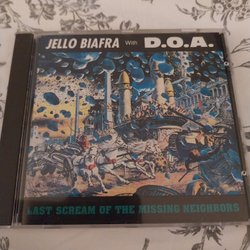 JELLO BIAFRA With D.O.A.
LAST SCREAM OF THE MISSING NEIGHBORS